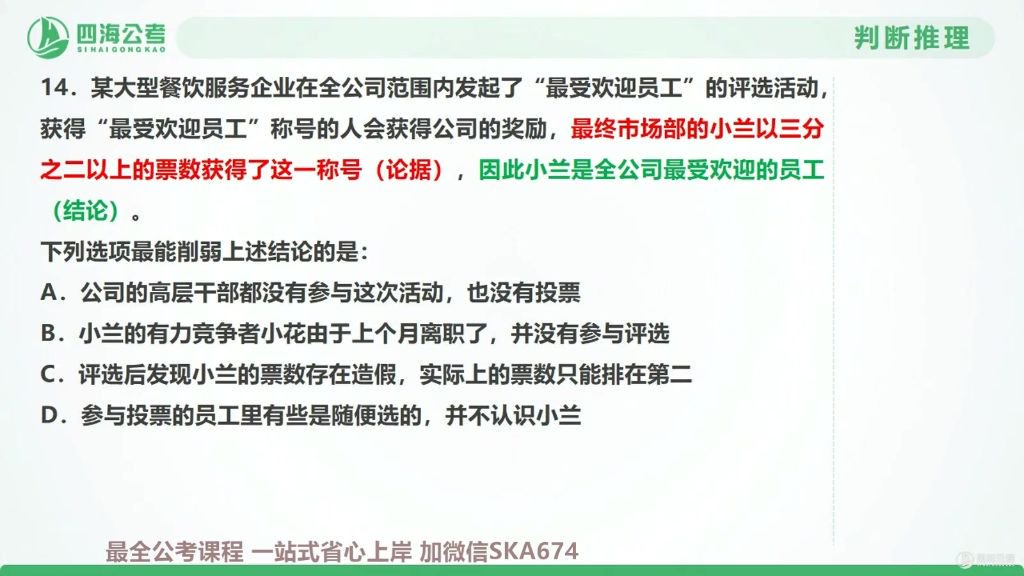 四海公考
SIHAIGONGKAO
判断推理
14. 某大型餐饮服务企业在全公司范围内发起了“最受欢迎员工”的评选活动，
获得“最受欢迎员工”称号的人会获得公司的奖励，最终市场部的小兰以三分
之二以上的票数获得了这一称号（论据），因此小兰是全公司最受欢迎的员工
（结论）。
下列选项最能削弱上述结论的是：
A. 公司的高层干部都没有参与这次活动，也没有投票
B. 小兰的有力竞争者小花由于上个月离职了，并没有参与评选
C. 评选后发现小兰的票数存在造假，实际上的票数只能排在第二
D. 参与投票的员工里有些是随便选的，并不认识小兰
最全公考课程 一站式省心上岸 加微信SKA674